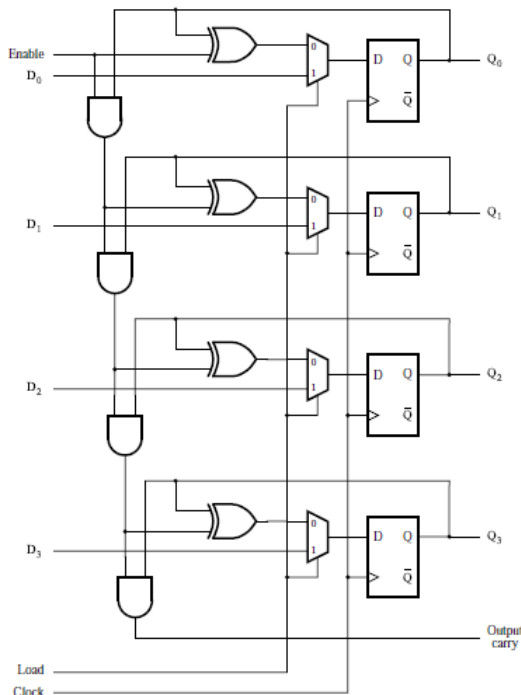 Enable
D0
0
1
D Q
Q̅
Q0
D1
0
1
D Q
Q̅
Q1
D2
0
1
D Q
Q̅
Q2
D3
0
1
D Q
Q̅
Q3
Output
carry
Load
Clock